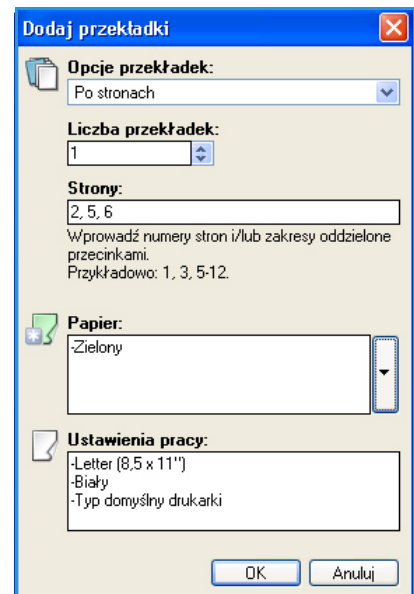 Dodaj przekładki
Opcje przekładek:
Po stronach
Liczba przekładek:
1
Strony:
2, 5, 6
Wprowadź numery stron i/lub zakresy oddzielone
przecinkami.
Przykładowo: 1, 3, 5-12.
Papier:
-Zielony
Ustawienia pracy:
-Letter (8,5 x 11")
-Biały
-Typ domyślny drukarki
OK
Anuluj